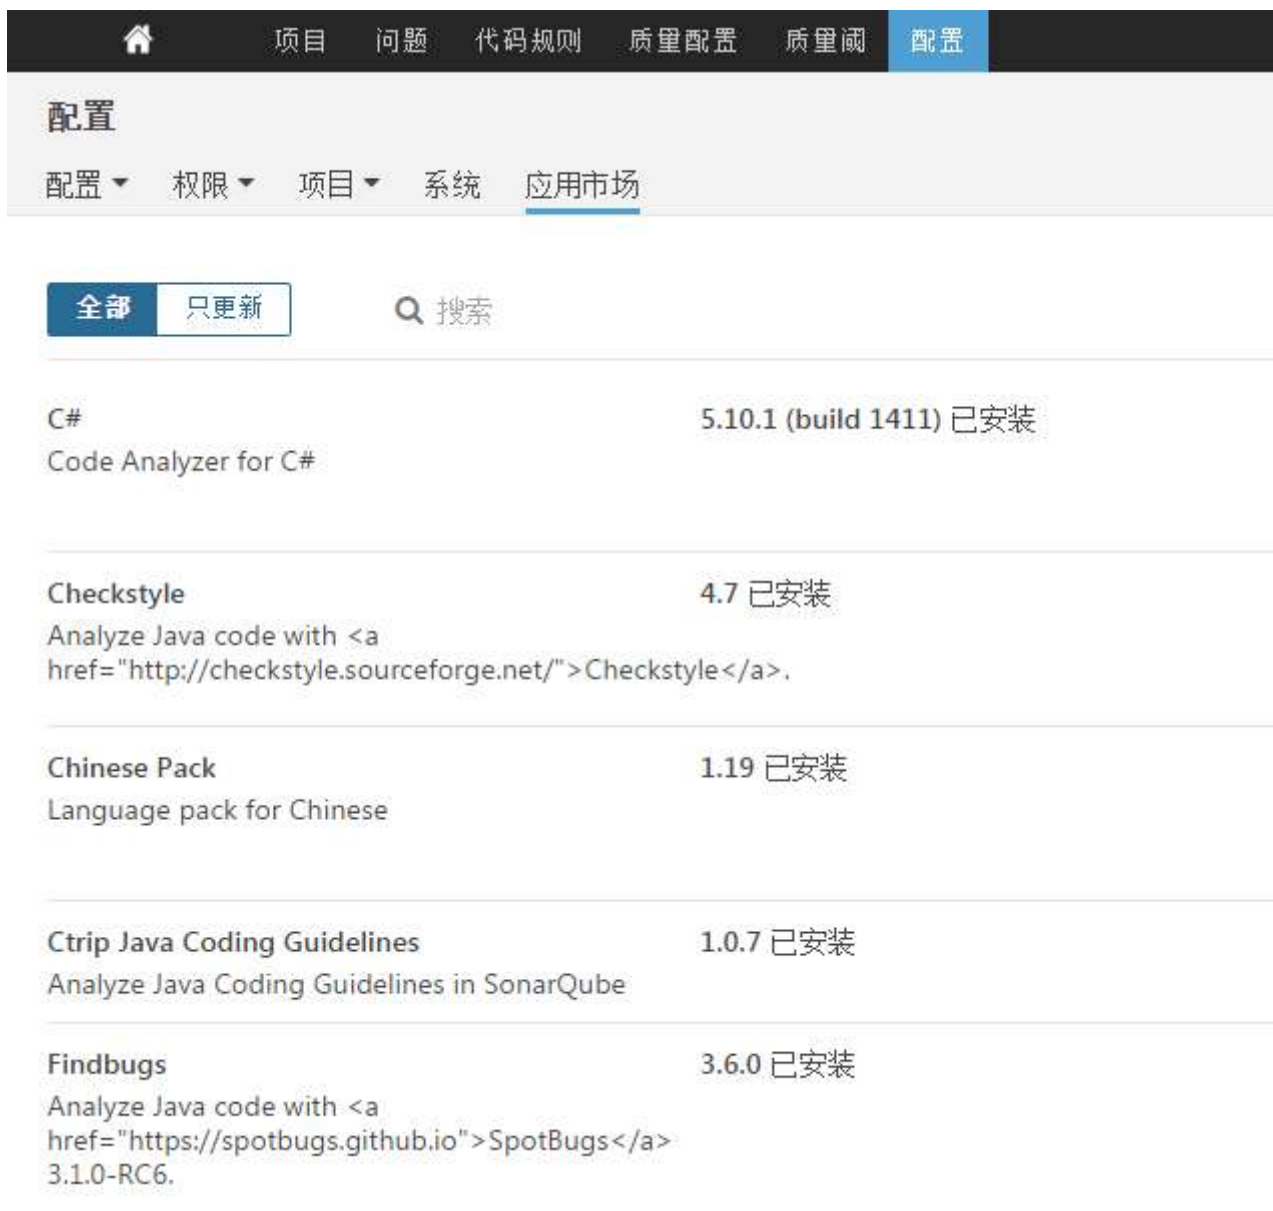 项目 问题 代码规则 质量配置 质量阈 配置
配置
配置 权限 项目 系统 应用市场
全部 只更新 搜索
C# 5.10.1 (build 1411) 已安装
Code Analyzer for C#
Checkstyle 4.7 已安装
Analyze Java code with <a
href="http://checkstyle.sourceforge.net/">Checkstyle</a>.
Chinese Pack 1.19 已安装
Language pack for Chinese
Ctrip Java Coding Guidelines 1.0.7 已安装
Analyze Java Coding Guidelines in SonarQube
Findbugs 3.6.0 已安装
Analyze Java code with <a
href="https://spotbugs.github.io">SpotBugs</a>
3.1.0-RC6.